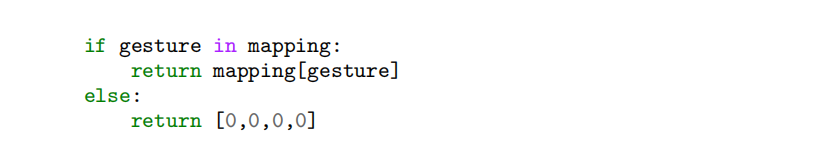 if gesture in mapping:
    return mapping[gesture]
else:
    return [0,0,0,0]